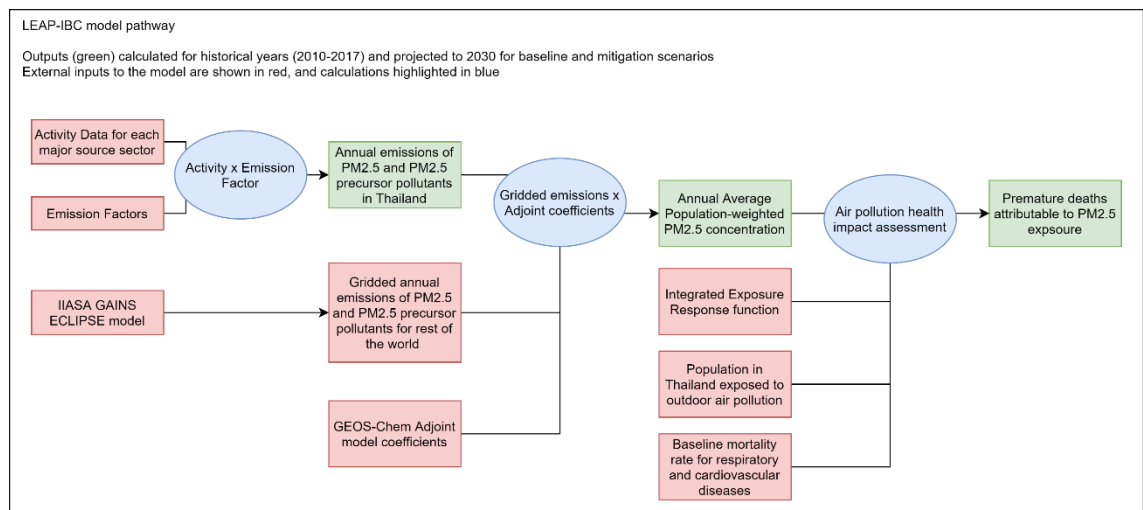 LEAP-IBC model pathway
Outputs (green) calculated for historical years (2010-2017) and projected to 2030 for baseline and mitigation scenarios
External inputs to the model are shown in red, and calculations highlighted in blue
Activity Data for each
major source sector
Emission Factors
Activity x Emission
Factor
Annual emissions of
PM2.5 and PM2.5
precursor pollutants
in Thailand
Gridded emissions x
Adjoint coefficients
Annual Average
Population-weighted
PM2.5 concentration
Air pollution health
impact assessment
Premature deaths
attributable to PM2.5
expsoure
IIASA GAINS
ECLIPSE model
Gridded annual
emissions of PM2.5
and PM2.5 precursor
pollutants for rest of
the world
GEOS-Chem Adjoint
model coefficients
Integrated Exposure
Response function
Population in
Thailand exposed to
outdoor air pollution
Baseline mortality
rate for respiratory
and cardiovascular
diseases